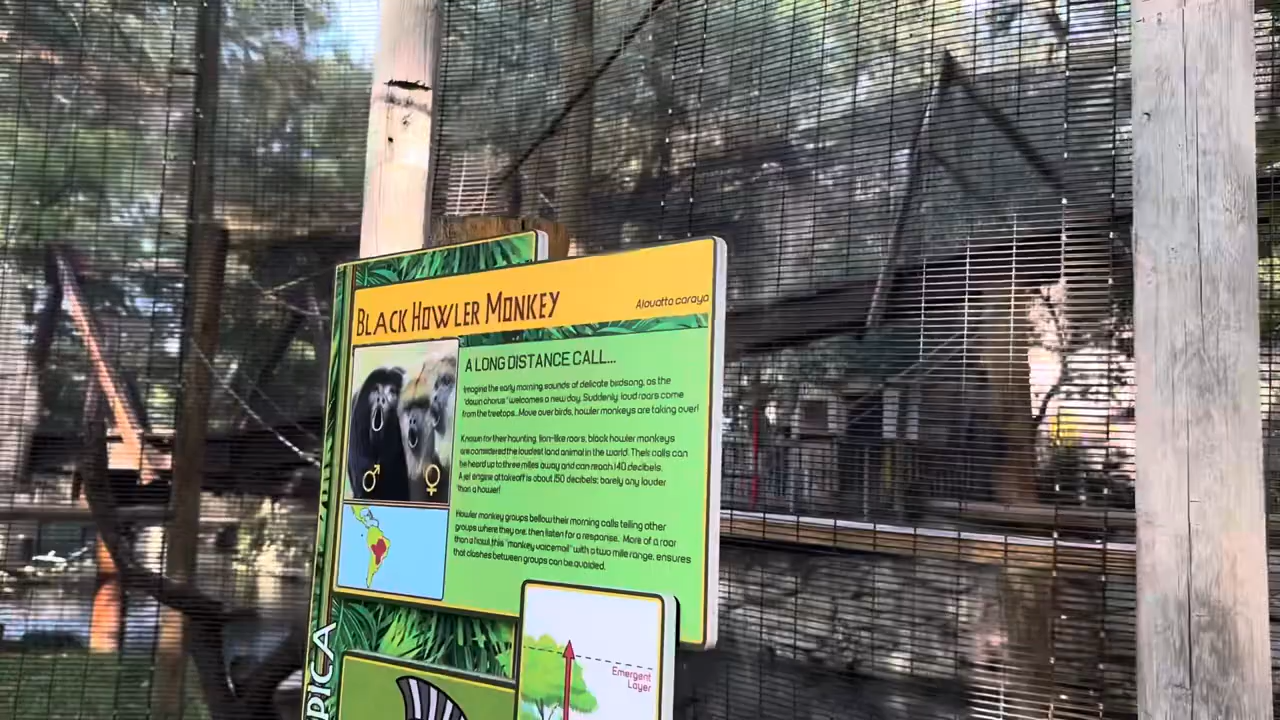 BLACK HOWLER MONKEY
Alouatta caraya
A LONG DISTANCE CALL...
Imagine the early morning sounds of delicate birdsong, as the
"dawn chorus" welcomes a new day. Suddenly, loud roars come
from the treetops...Move over birds, howler monkeys are taking over!
Known for their haunting, lion-like roars, black howler monkeys
are considered the loudest land animal in the world. Their calls can
be heard up to three miles away and can reach 140 decibels.
A jet engine at takeoff is about 150 decibels; barely any louder
than a howler!
Howler monkey groups bellow their morning calls telling other
groups where they are, then listen for a response. More of a roar
than a howl, this "monkey voicemail" with a two mile range, ensures
that clashes between groups can be avoided.
♂ ♀
Emergent
Layer
RICA